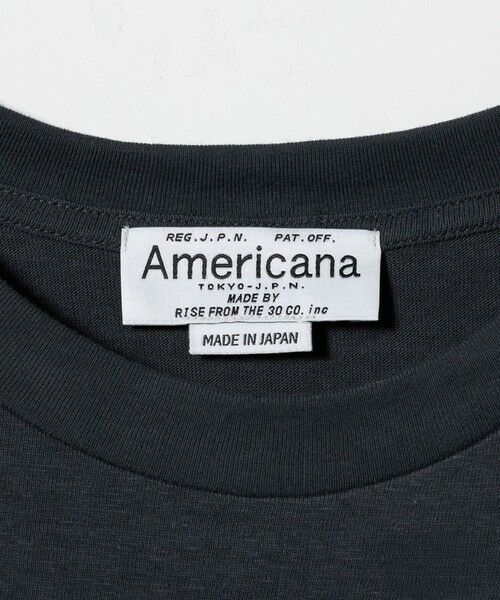 REG.J.P.N. PAT.OFF.
Americana
TOKYO-J.P.N.
MADE BY
RISE FROM THE 30 CO. inc
MADE IN JAPAN